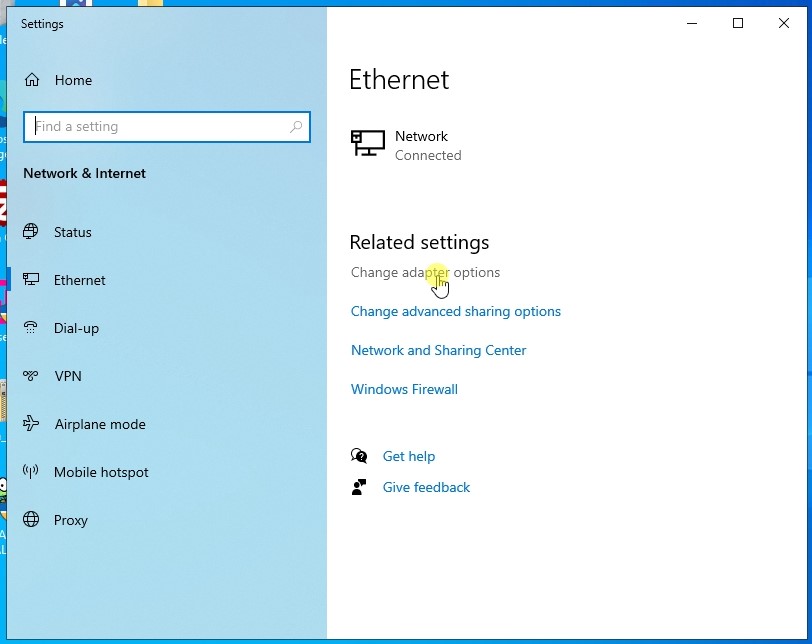 Settings
Home
Find a setting
Network & Internet
Status
Ethernet
Dial-up
VPN
Airplane mode
Mobile hotspot
Proxy
Ethernet
Network
Connected
Related settings
Change adapter options
Change advanced sharing options
Network and Sharing Center
Windows Firewall
Get help
Give feedback